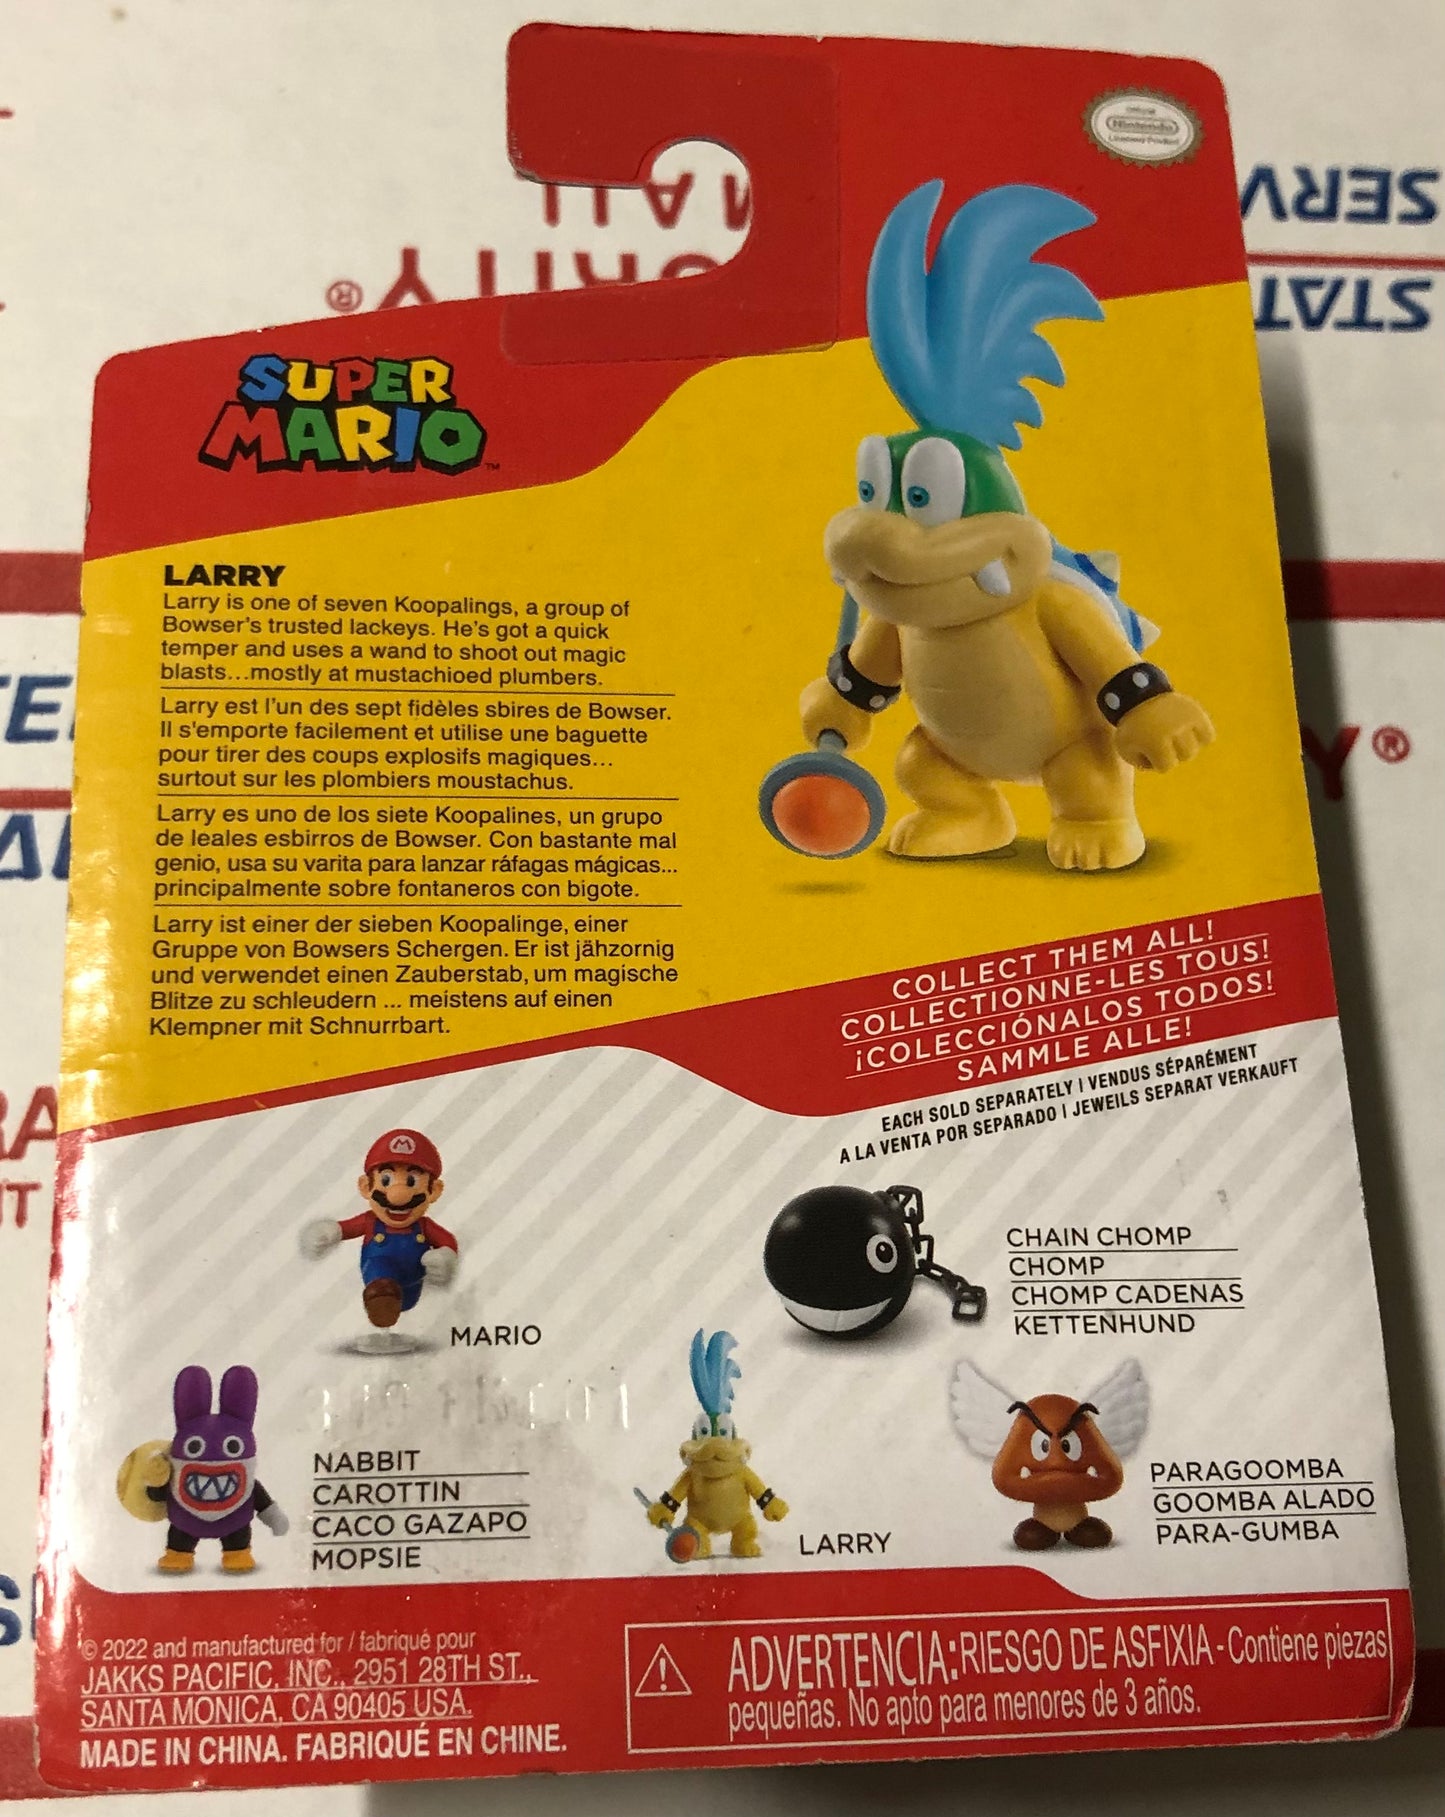 Nintendo
Licensed Product
MAIL
PRIORITY®
SERV
STATES
SUPER
MARIO™
LARRY
Larry is one of seven Koopalings, a group of
Bowser's trusted lackeys. He's got a quick
temper and uses a wand to shoot out magic
blasts...mostly at mustachioed plumbers.
Larry est l'un des sept fidèles sbires de Bowser.
Il s'emporte facilement et utilise une baguette
pour tirer des coups explosifs magiques...
surtout sur les plombiers moustachus.
Larry es uno de los siete Koopalines, un grupo
de leales esbirros de Bowser. Con bastante mal
genio, usa su varita para lanzar ráfagas mágicas...
principalmente sobre fontaneros con bigote.
Larry ist einer der sieben Koopalinge, einer
Gruppe von Bowsers Schergen. Er ist jähzornig
und verwendet einen Zauberstab, um magische
Blitze zu schleudern ... meistens auf einen
Klempner mit Schnurrbart.
Y®
COLLECT THEM ALL!
COLLECTIONNE-LES TOUS!
¡COLECCIÓNALOS TODOS!
SAMMLE ALLE!
EACH SOLD SEPARATELY I VENDUS SÉPARÉMENT
A LA VENTA POR SEPARADO I JEWEILS SEPARAT VERKAUFT
MARIO
CHAIN CHOMP
CHOMP
CHOMP CADENAS
KETTENHUND
NABBIT
CAROTTIN
CACO GAZAPO
MOPSIE
LARRY
PARAGOOMBA
GOOMBA ALADO
PARA-GUMBA
© 2022 and manufactured for / fabriqué pour
JAKKS PACIFIC, INC., 2951 28TH ST.,
SANTA MONICA, CA 90405 USA.
MADE IN CHINA. FABRIQUÉ EN CHINE.
ADVERTENCIA: RIESGO DE ASFIXIA - Contiene piezas
pequeñas. No apto para menores de 3 años.